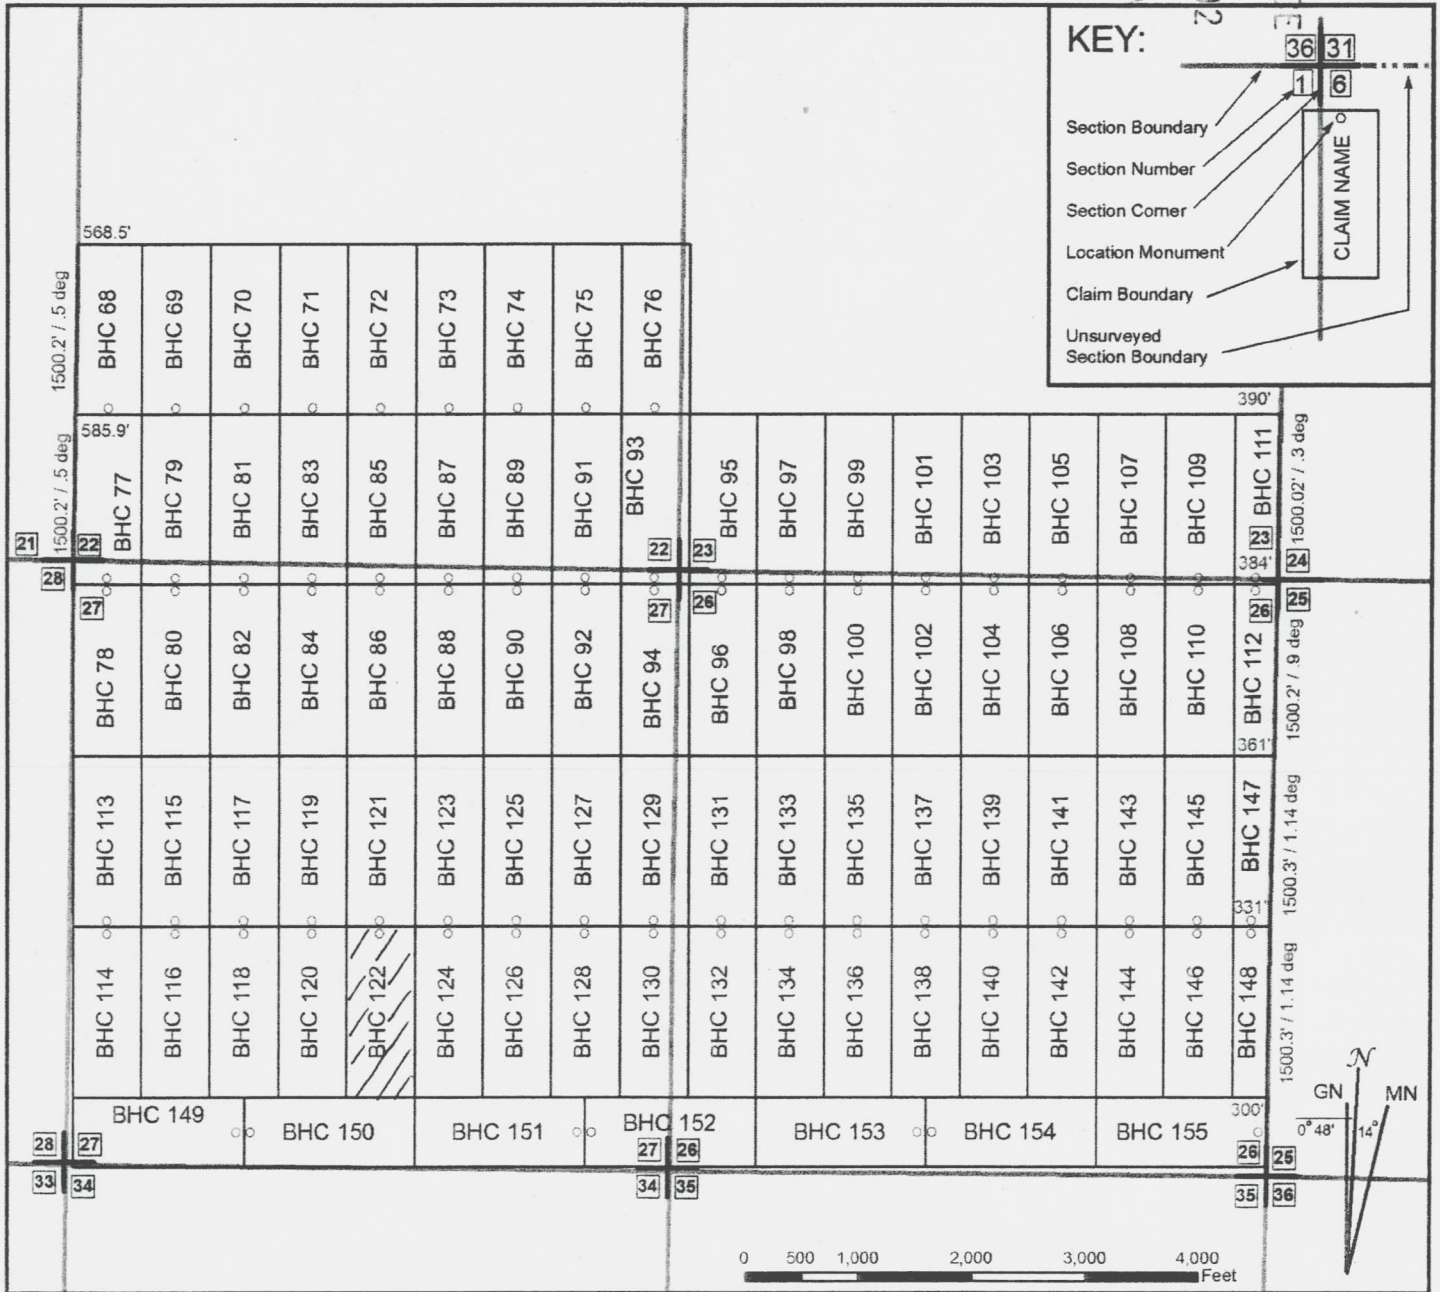 KEY:
36 31
1 6
Section Boundary
Section Number
Section Corner
Location Monument
Claim Boundary
Unsurveyed
Section Boundary
CLAIM NAME
568.5'
1500.2' / .5 deg
BHC 68
BHC 69
BHC 70
BHC 71
BHC 72
BHC 73
BHC 74
BHC 75
BHC 76
390'
585.9'
1500.2' / .5 deg
BHC 77
BHC 79
BHC 81
BHC 83
BHC 85
BHC 87
BHC 89
BHC 91
BHC 93
BHC 95
BHC 97
BHC 99
BHC 101
BHC 103
BHC 105
BHC 107
BHC 109
BHC 111
1500.02' / .3 deg
21 22 22 23 23 24
384'
28 27 27 26 26 25
BHC 78
BHC 80
BHC 82
BHC 84
BHC 86
BHC 88
BHC 90
BHC 92
BHC 94
BHC 96
BHC 98
BHC 100
BHC 102
BHC 104
BHC 106
BHC 108
BHC 110
BHC 112
1500.2' / .9 deg
361'
BHC 113
BHC 115
BHC 117
BHC 119
BHC 121
BHC 123
BHC 125
BHC 127
BHC 129
BHC 131
BHC 133
BHC 135
BHC 137
BHC 139
BHC 141
BHC 143
BHC 145
BHC 147
1500.3' / 1.14 deg
331'
BHC 114
BHC 116
BHC 118
BHC 120
BHC 122
BHC 124
BHC 126
BHC 128
BHC 130
BHC 132
BHC 134
BHC 136
BHC 138
BHC 140
BHC 142
BHC 144
BHC 146
BHC 148
1500.3' / 1.14 deg
300'
BHC 149
BHC 150
BHC 151
BHC 152
BHC 153
BHC 154
BHC 155
28 27 27 26 26 25
33 34 34 35 35 36
N
GN MN
0° 48' 14°
0 500 1,000 2,000 3,000 4,000
Feet